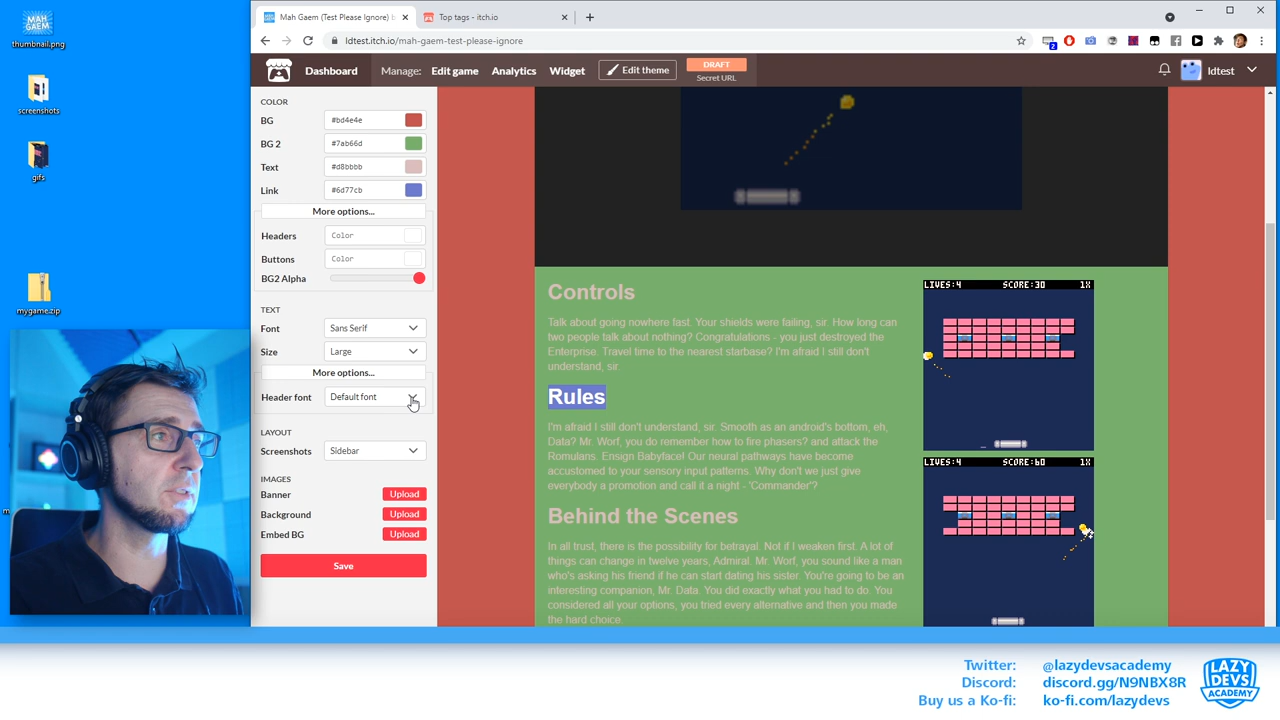 MAH
GAEM
thumbnail.png
screenshots
gifs
mygame.zip
m
Mah Gaem (Test Please Ignore) b
Top tags - itch.io
ldtest.itch.io/mah-gaem-test-please-ignore
2
Dashboard
Manage:
Edit game
Analytics
Widget
Edit theme
DRAFT
Secret URL
ldtest
COLOR
BG
#bd4e4e
BG 2
#7ab66d
Text
#d8bbbb
Link
#6d77cb
More options...
Headers
Color
Buttons
Color
BG2 Alpha
TEXT
Font
Sans Serif
Size
Large
More options...
Header font
Default font
LAYOUT
Screenshots
Sidebar
IMAGES
Banner
Upload
Background
Upload
Embed BG
Upload
Save
Controls
Talk about going nowhere fast. Your shields were failing, sir. How long can
two people talk about nothing? Congratulations - you just destroyed the
Enterprise. Travel time to the nearest starbase? I'm afraid I still don't
understand, sir.
Rules
I'm afraid I still don't understand, sir. Smooth as an android's bottom, eh,
Data? Mr. Worf, you do remember how to fire phasers? and attack the
Romulans. Ensign Babyface! Our neural pathways have become
accustomed to your sensory input patterns. Why don't we just give
everybody a promotion and call it a night - 'Commander'?
Behind the Scenes
In all trust, there is the possibility for betrayal. Not if I weaken first. A lot of
things can change in twelve years, Admiral. Mr. Worf, you sound like a man
who's asking his friend if he can start dating his sister. You're going to be an
interesting companion, Mr. Data. You did exactly what you had to do. You
considered all your options, you tried every alternative and then you made
the hard choice.
LIVES:4 SCORE:30 1X
LIVES:4 SCORE:60 1X
Twitter: @lazydevsacademy
Discord: discord.gg/N9NBX8R
Buy us a Ko-fi: ko-fi.com/lazydevs
LAZY
DEVS
ACADEMY